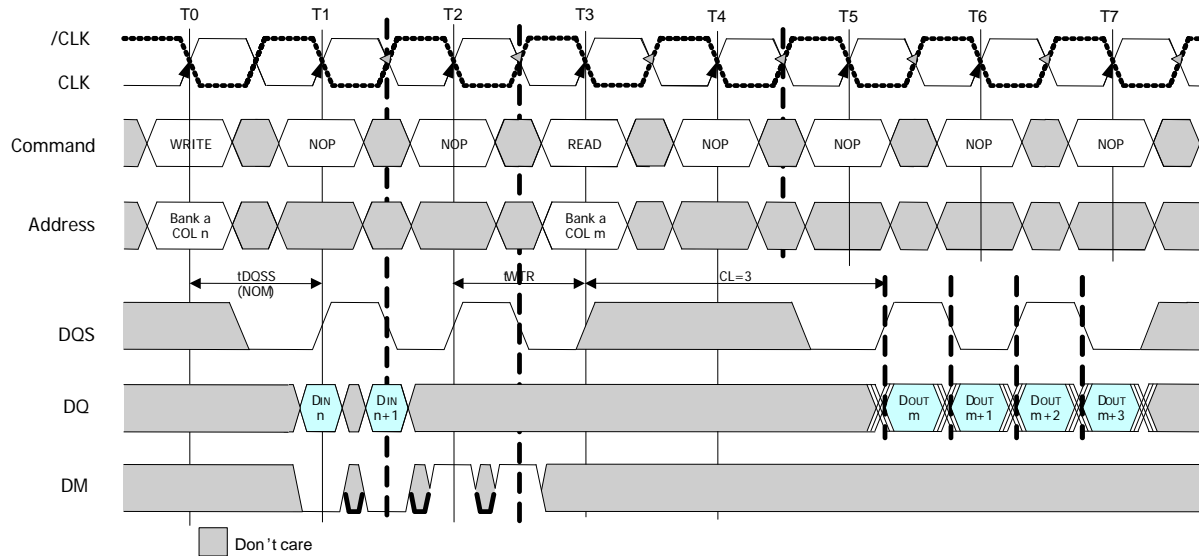 T0 T1 T2 T3 T4 T5 T6 T7
/CLK
CLK
Command WRITE NOP NOP READ NOP NOP NOP NOP
Address Bank a COL n Bank a COL m
tDQSS (NOM) tWTR CL=3
DQS
DQ DIN n DIN n+1 DOUT m DOUT m+1 DOUT m+2 DOUT m+3
DM
Don't care